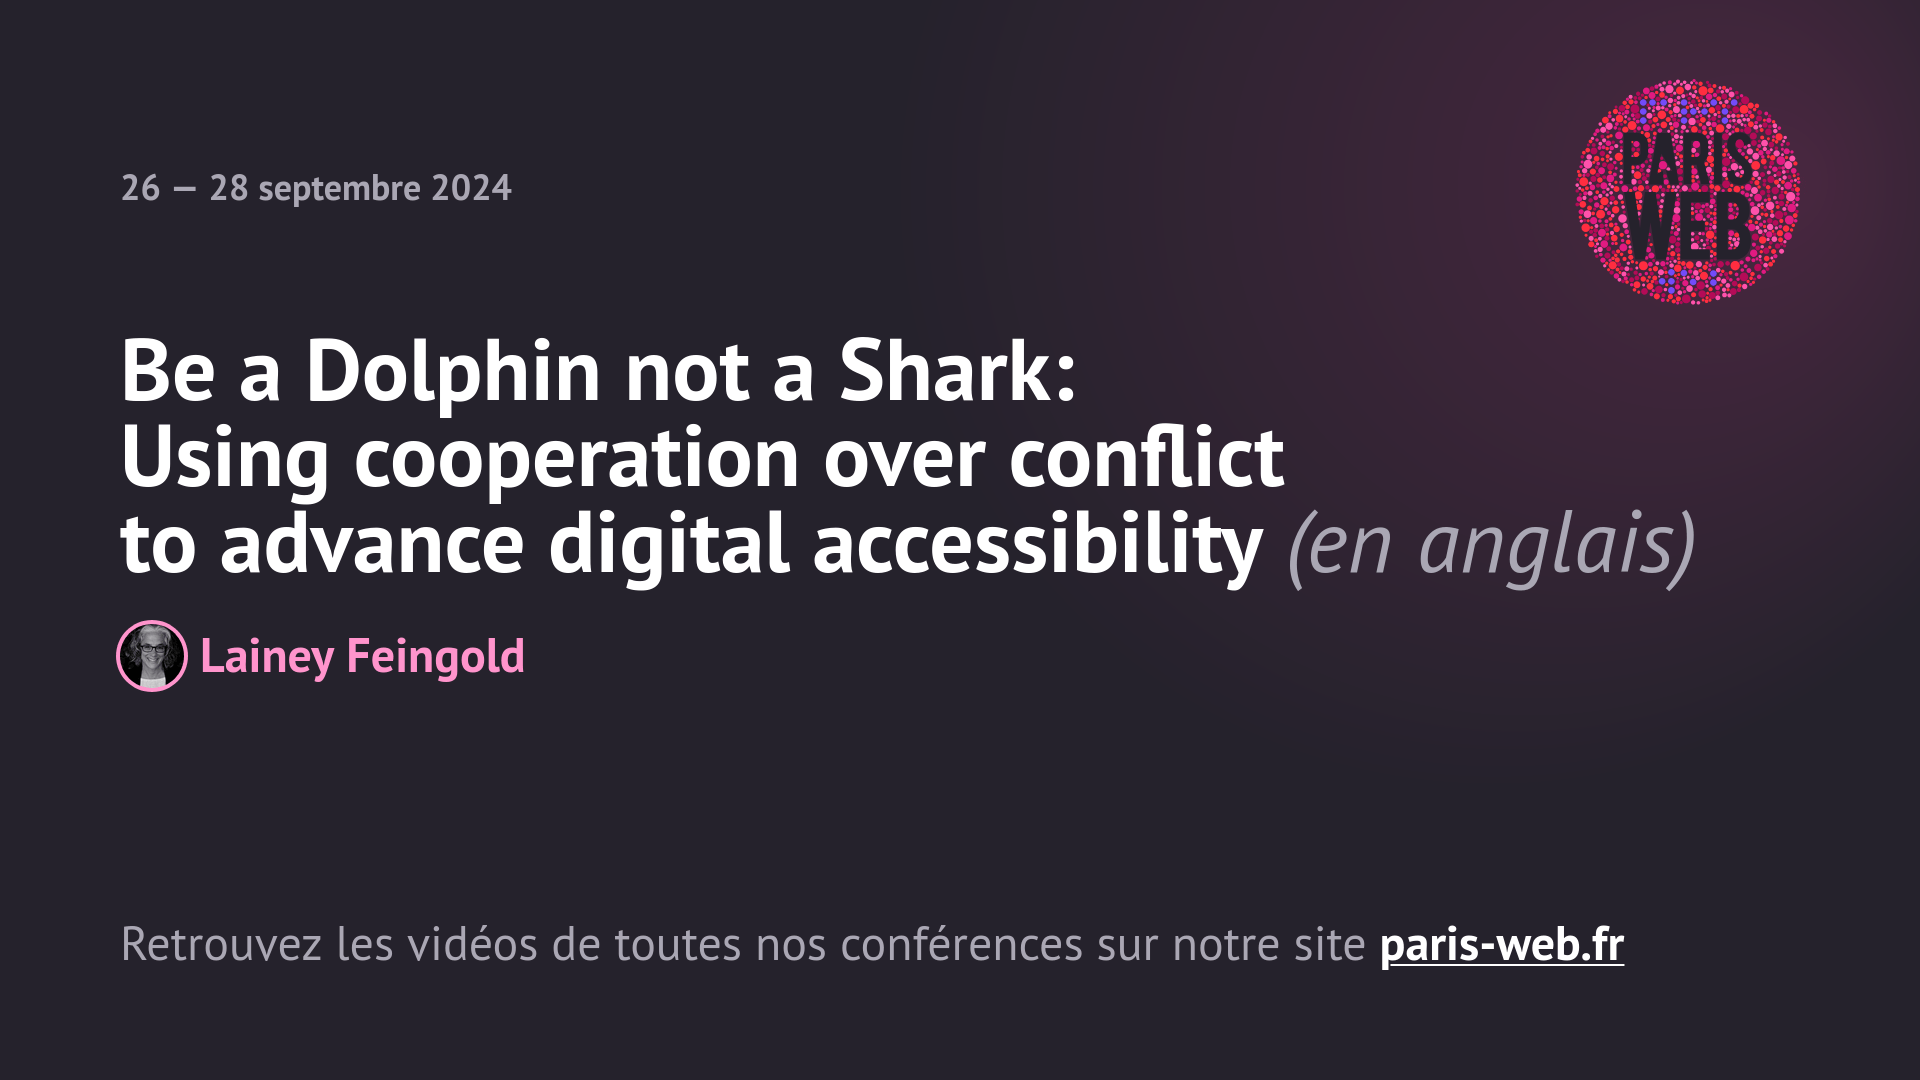 26 — 28 septembre 2024
PARIS
WEB
Be a Dolphin not a Shark:
Using cooperation over conflict
to advance digital accessibility (en anglais)
Lainey Feingold
Retrouvez les vidéos de toutes nos conférences sur notre site paris-web.fr